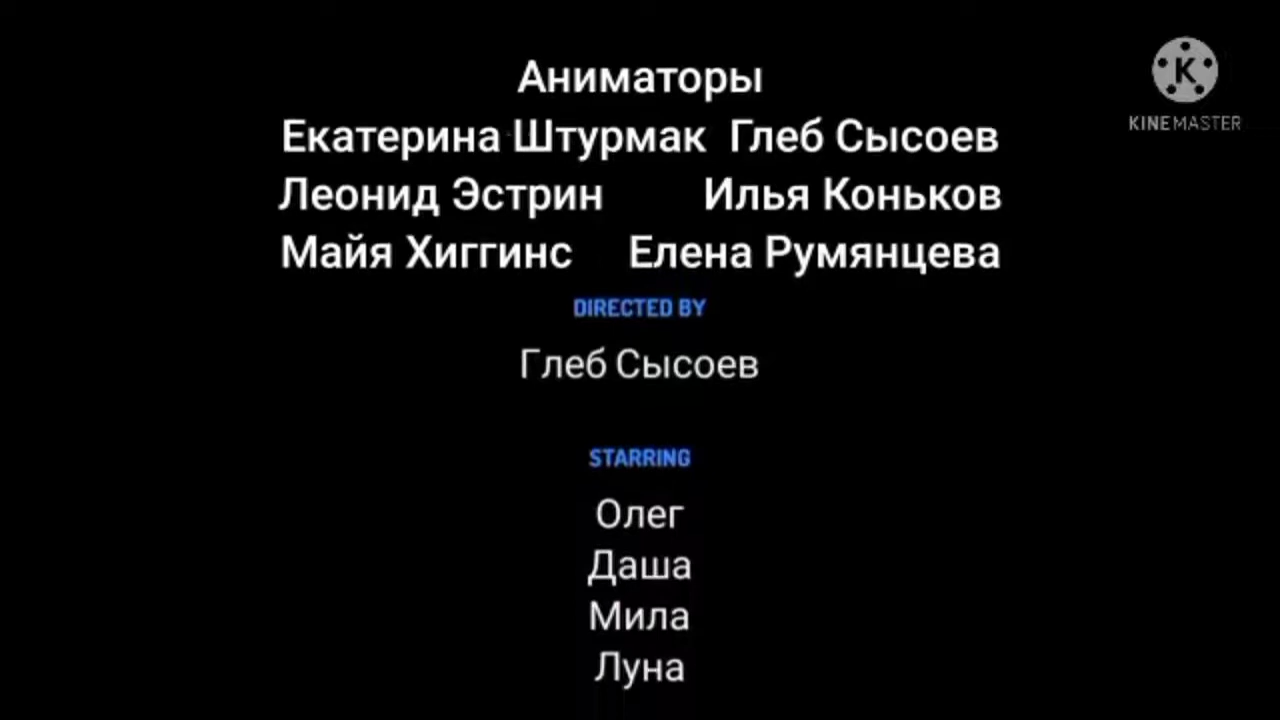 Аниматоры
Екатерина Штурмак Глеб Сысоев
Леонид Эстрин Илья Коньков
Майя Хиггинс Елена Румянцева
DIRECTED BY
Глеб Сысоев
STARRING
Олег
Даша
Мила
Луна
K
KINEMASTER